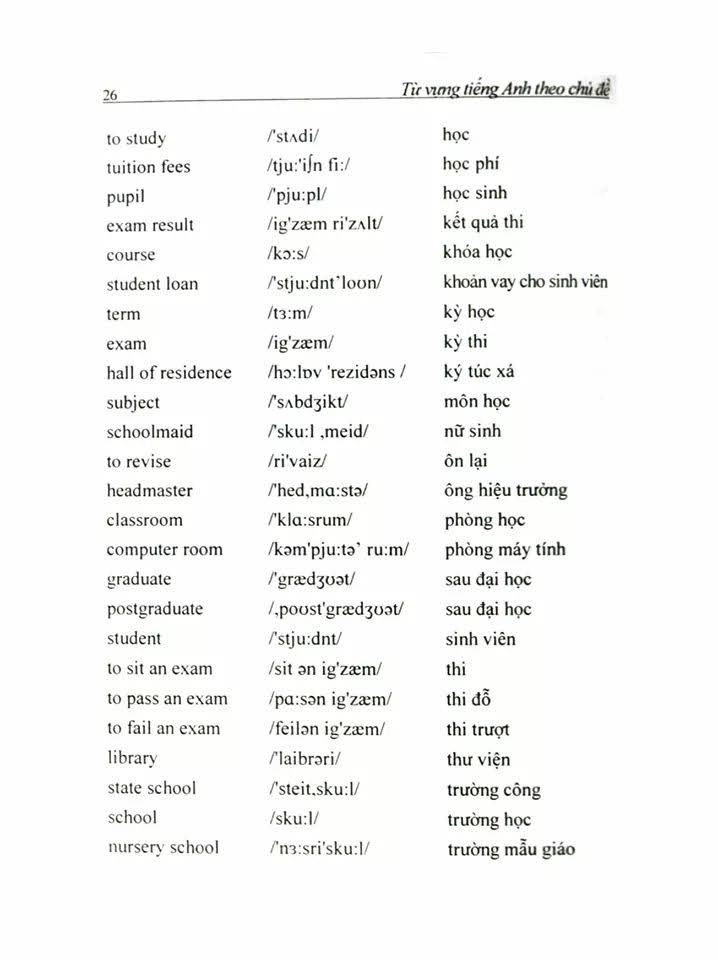 26 Từ vựng tiếng Anh theo chủ đề
to study /'stʌdi/ học
tuition fees /tju:'iʃn fi:/ học phí
pupil /'pju:pl/ học sinh
exam result /ig'zæm ri'zʌlt/ kết quả thi
course /kɔ:s/ khóa học
student loan /'stju:dnt'loʊn/ khoản vay cho sinh viên
term /tɜ:m/ kỳ học
exam /ig'zæm/ kỳ thi
hall of residence /hɔ:lɒv 'rezidəns / ký túc xá
subject /'sʌbdʒikt/ môn học
schoolmaid /'sku:l ,meid/ nữ sinh
to revise /ri'vaiz/ ôn lại
headmaster /'hed,mɑ:stə/ ông hiệu trưởng
classroom /'klɑ:srum/ phòng học
computer room /kəm'pju:tə' ru:m/ phòng máy tính
graduate /'grædʒʊət/ sau đại học
postgraduate /,poʊst'grædʒʊət/ sau đại học
student /'stju:dnt/ sinh viên
to sit an exam /sit ən ig'zæm/ thi
to pass an exam /pɑ:sən ig'zæm/ thi đỗ
to fail an exam /feilən ig'zæm/ thi trượt
library /'laibrəri/ thư viện
state school /'steit,sku:l/ trường công
school /sku:l/ trường học
nursery school /'nɜ:sri'sku:l/ trường mẫu giáo